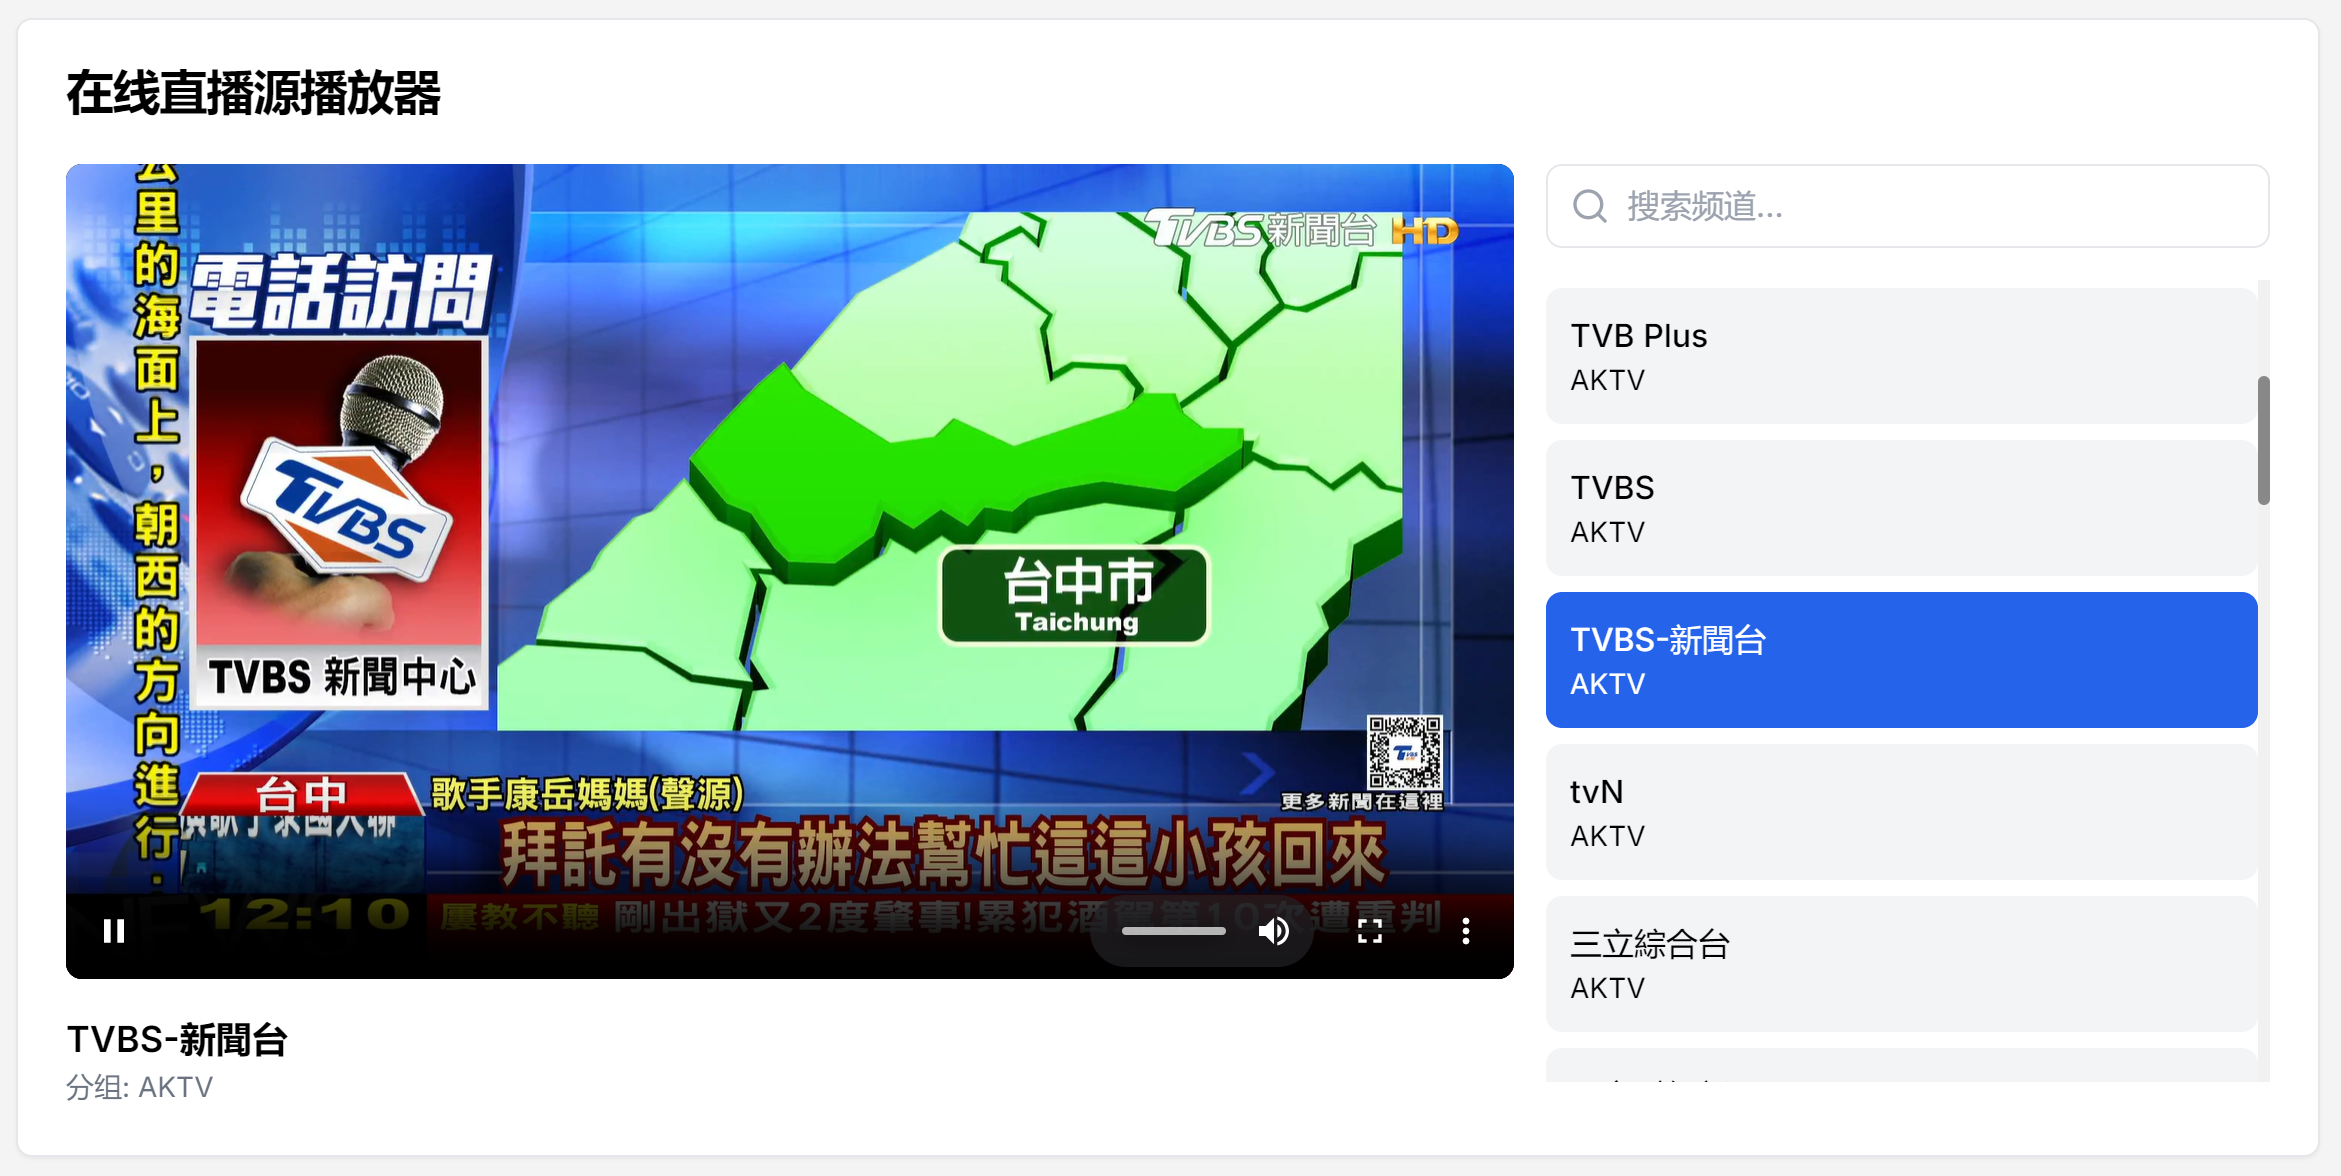 在线直播源播放器
公里的海面上，朝西的方向進行.
電話訪問
TVBS
TVBS 新聞中心
TVBS新聞台 HD
台中市
Taichung
更多新聞在這裡
台中
歌手康岳媽媽(聲源)
拜託有沒有辦法幫忙這這小孩回來
12:10
屢教不聽 剛出獄又2度肇事!累犯酒駕第10次遭重判
TVBS-新聞台
分组: AKTV
搜索频道...
TVB Plus
AKTV
TVBS
AKTV
TVBS-新聞台
AKTV
tvN
AKTV
三立綜合台
AKTV